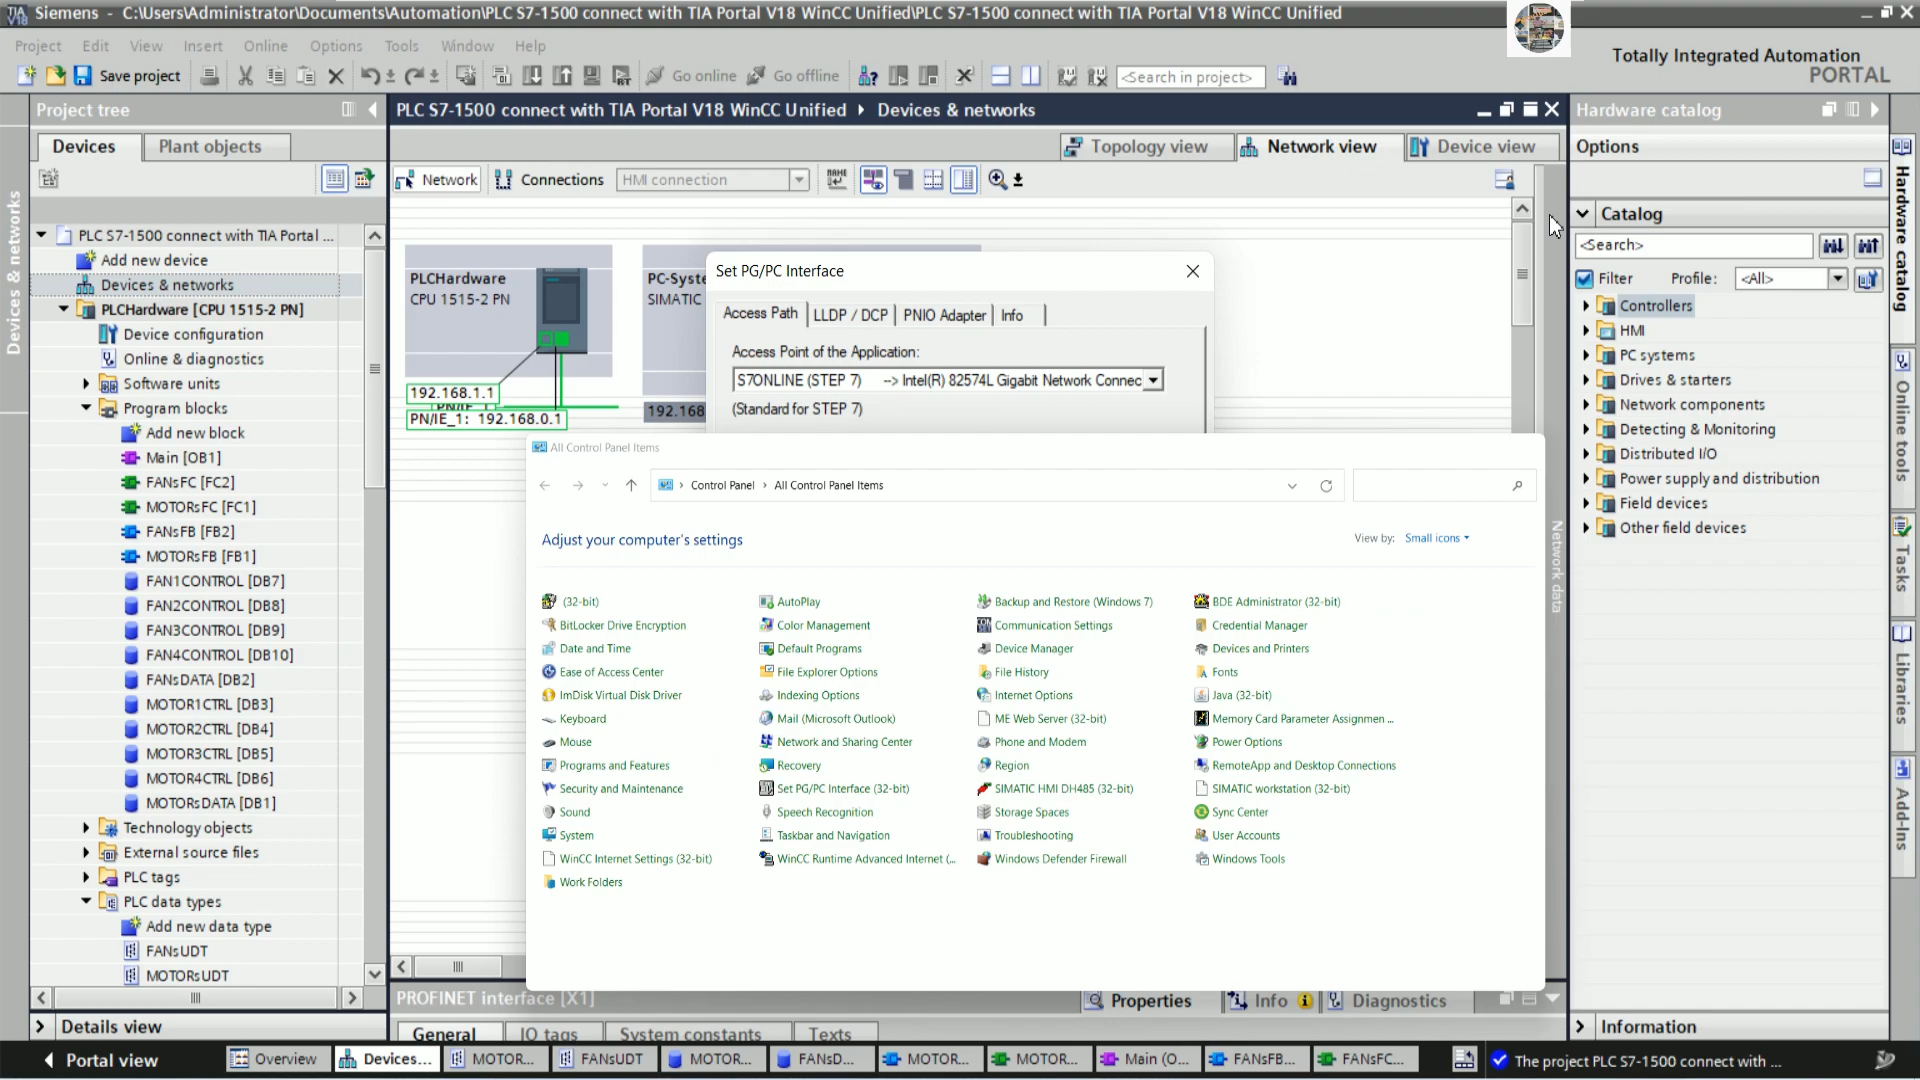 Siemens - C:\Users\Administrator\Documents\Automation\PLC S7-1500 connect with TIA Portal V18 WinCC Unified\PLC S7-1500 connect with TIA Portal V18 WinCC Unified
Project Edit View Insert Online Options Tools Window Help
Totally Integrated Automation
PORTAL
Save project
Go online
Go offline
<Search in project>
Project tree
PLC S7-1500 connect with TIA Portal V18 WinCC Unified Devices & networks
Hardware catalog
Devices
Plant objects
Topology view
Network view
Device view
Options
Network
Connections
HMI connection
Catalog
<Search>
Filter
Profile:
<All>
Controllers
HMI
PC systems
Drives & starters
Network components
Detecting & Monitoring
Distributed I/O
Power supply and distribution
Field devices
Other field devices
Information
Hardware catalog
Online tools
Tasks
Libraries
Add-Ins
Devices & networks
PLC S7-1500 connect with TIA Portal ...
Add new device
Devices & networks
PLCHardware [CPU 1515-2 PN]
Device configuration
Online & diagnostics
Software units
Program blocks
Add new block
Main [OB1]
FANsFC [FC2]
MOTORsFC [FC1]
FANsFB [FB2]
MOTORsFB [FB1]
FAN1CONTROL [DB7]
FAN2CONTROL [DB8]
FAN3CONTROL [DB9]
FAN4CONTROL [DB10]
FANsDATA [DB2]
MOTOR1CTRL [DB3]
MOTOR2CTRL [DB4]
MOTOR3CTRL [DB5]
MOTOR4CTRL [DB6]
MOTORsDATA [DB1]
Technology objects
External source files
PLC tags
PLC data types
Add new data type
FANsUDT
MOTORsUDT
Details view
PLCHardware
CPU 1515-2 PN
PC-Syste
SIMATIC
192.168.1.1
PN/IE_1
PN/IE_1: 192.168.0.1
192.168
Set PG/PC Interface
Access Path
LLDP / DCP
PNIO Adapter
Info
Access Point of the Application:
S7ONLINE (STEP 7) --> Intel(R) 82574L Gigabit Network Connec
(Standard for STEP 7)
All Control Panel Items
Control Panel All Control Panel Items
Adjust your computer's settings
View by: Small icons
(32-bit)
AutoPlay
Backup and Restore (Windows 7)
BDE Administrator (32-bit)
BitLocker Drive Encryption
Color Management
Communication Settings
Credential Manager
Date and Time
Default Programs
Device Manager
Devices and Printers
Ease of Access Center
File Explorer Options
File History
Fonts
ImDisk Virtual Disk Driver
Indexing Options
Internet Options
Java (32-bit)
Keyboard
Mail (Microsoft Outlook)
ME Web Server (32-bit)
Memory Card Parameter Assignmen ...
Mouse
Network and Sharing Center
Phone and Modem
Power Options
Programs and Features
Recovery
Region
RemoteApp and Desktop Connections
Security and Maintenance
Set PG/PC Interface (32-bit)
SIMATIC HMI DH485 (32-bit)
SIMATIC workstation (32-bit)
Sound
Speech Recognition
Storage Spaces
Sync Center
System
Taskbar and Navigation
Troubleshooting
User Accounts
WinCC Internet Settings (32-bit)
WinCC Runtime Advanced Internet (...
Windows Defender Firewall
Windows Tools
Work Folders
Network data
PROFINET interface [X1]
Properties
Info
Diagnostics
General
IO tags
System constants
Texts
Portal view
Overview
Devices...
MOTOR...
FANsUDT
MOTOR...
FANsD...
MOTOR...
MOTOR...
Main (O...
FANsFB...
FANsFC...
The project PLC S7-1500 connect with ...